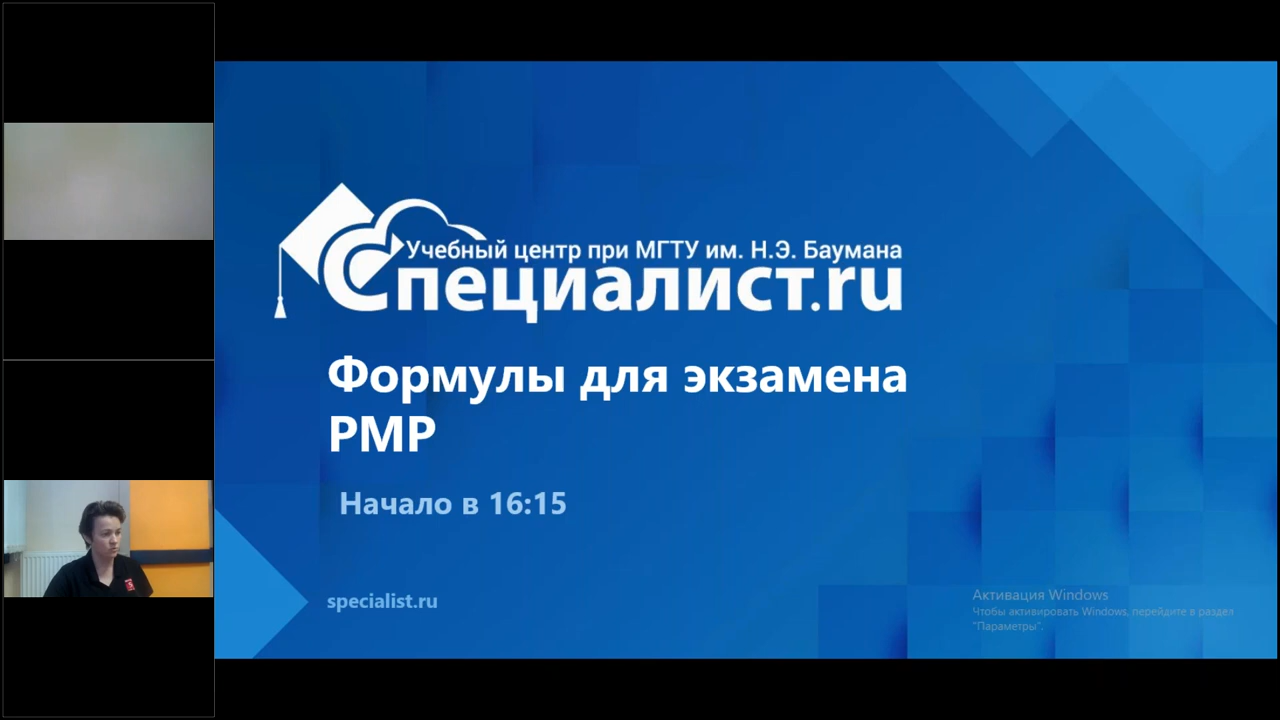 Учебный центр при МГТУ им. Н.Э. Баумана
Специалист.ru
Формулы для экзамена
PMP
Начало в 16:15
specialist.ru
Активация Windows
Чтобы активировать Windows, перейдите в раздел
"Параметры".